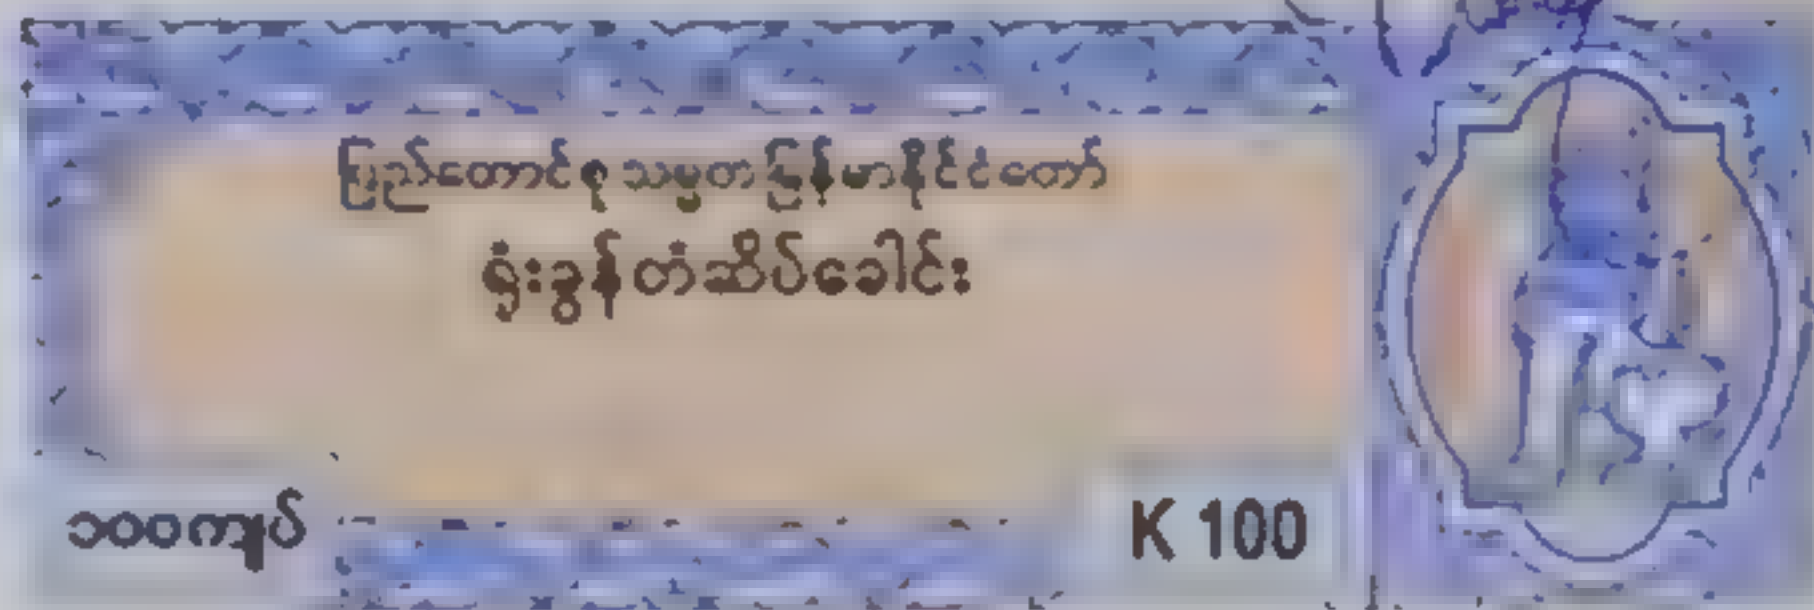 ပြည်ထောင်စု သမ္မတ မြန်မာနိုင်ငံတော်
ရုံးခွန် တံဆိပ်ခေါင်း
၁၀၀ကျပ်
K 100